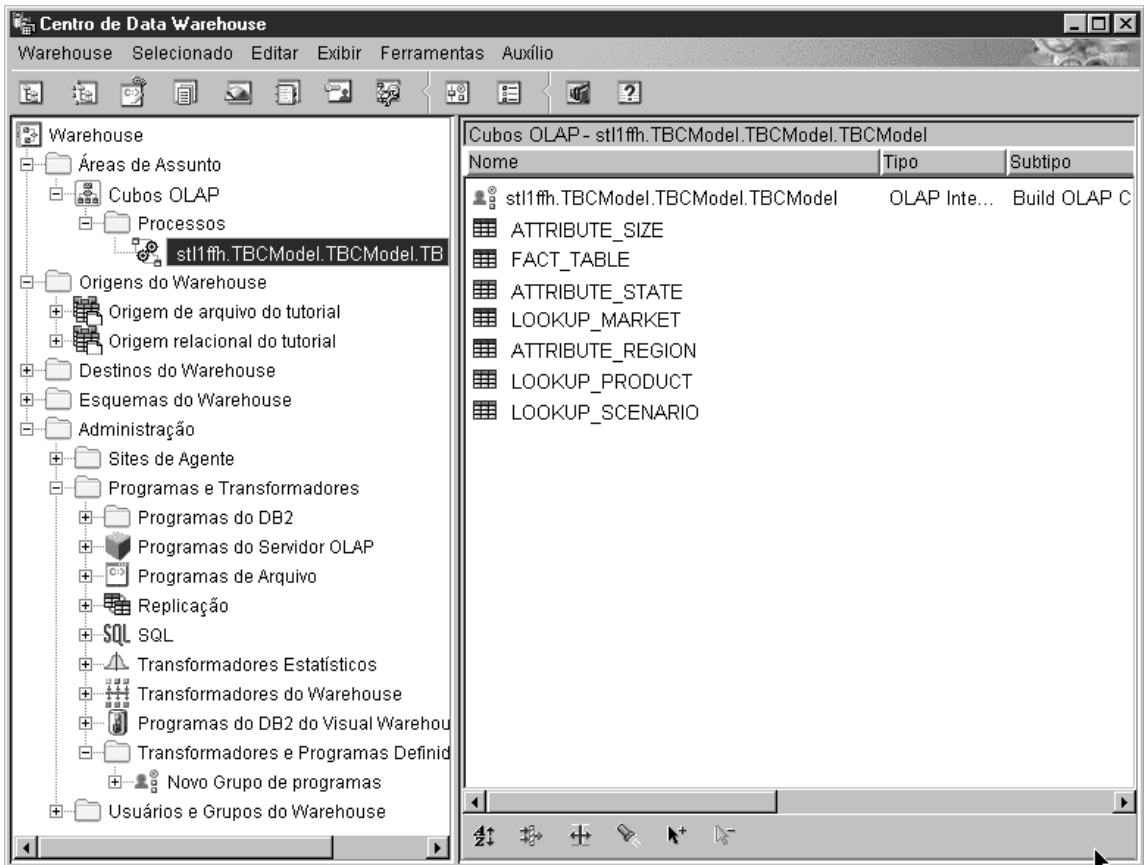 Centro de Data Warehouse
Warehouse Selecionado Editar Exibir Ferramentas Auxílio
Warehouse
Áreas de Assunto
Cubos OLAP
Processos
stl1ffh.TBCModel.TBCModel.TB
Origens do Warehouse
Origem de arquivo do tutorial
Origem relacional do tutorial
Destinos do Warehouse
Esquemas do Warehouse
Administração
Sites de Agente
Programas e Transformadores
Programas do DB2
Programas do Servidor OLAP
Programas de Arquivo
Replicação
SQL SQL
Transformadores Estatísticos
Transformadores do Warehouse
Programas do DB2 do Visual Warehou
Transformadores e Programas Definid
Novo Grupo de programas
Usuários e Grupos do Warehouse
Cubos OLAP - stl1ffh.TBCModel.TBCModel.TBCModel
Nome Tipo Subtipo
stl1ffh.TBCModel.TBCModel.TBCModel OLAP Inte... Build OLAP C
ATTRIBUTE_SIZE
FACT_TABLE
ATTRIBUTE_STATE
LOOKUP_MARKET
ATTRIBUTE_REGION
LOOKUP_PRODUCT
LOOKUP_SCENARIO